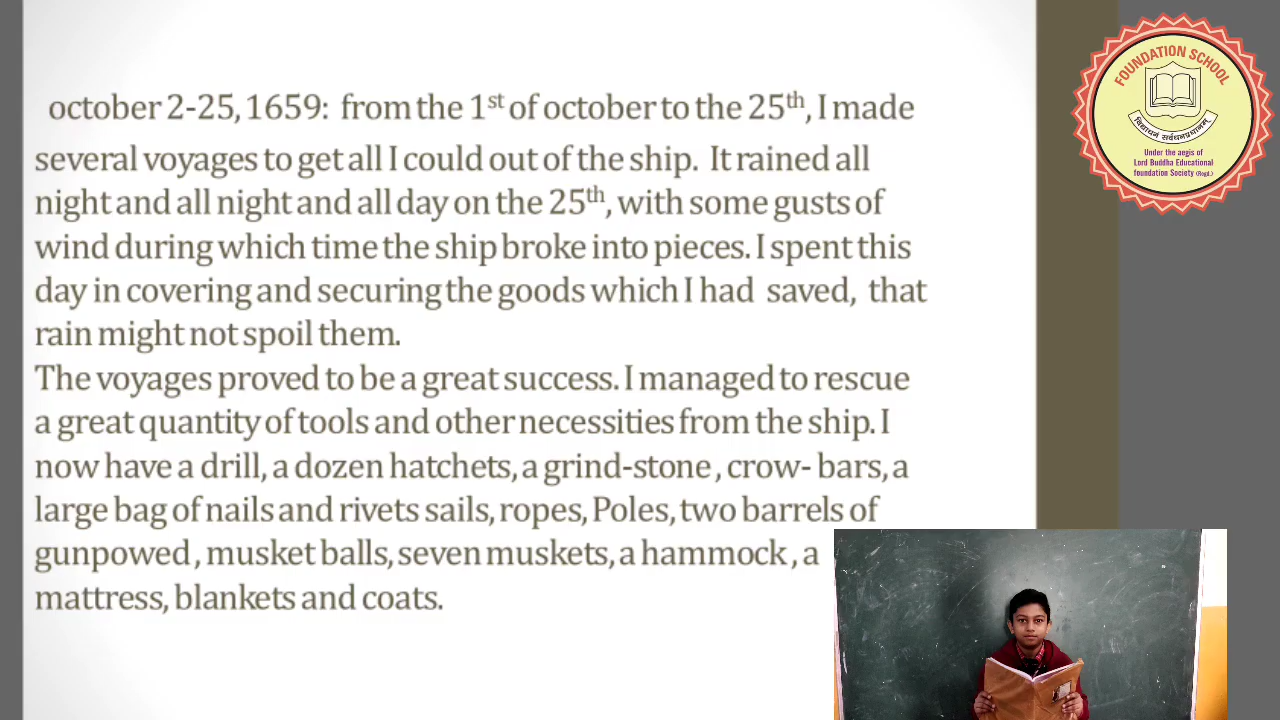 october 2-25, 1659: from the 1st of october to the 25th, I made
several voyages to get all I could out of the ship. It rained all
night and all night and all day on the 25th, with some gusts of
wind during which time the ship broke into pieces. I spent this
day in covering and securing the goods which I had saved, that
rain might not spoil them.
The voyages proved to be a great success. I managed to rescue
a great quantity of tools and other necessities from the ship. I
now have a drill, a dozen hatchets, a grind-stone , crow- bars, a
large bag of nails and rivets sails, ropes, Poles, two barrels of
gunpowed , musket balls, seven muskets, a hammock , a
mattress, blankets and coats.
FOUNDATION SCHOOL
विद्याधनं सर्वधनप्रधानम्
Under the aegis of
Lord Buddha Educational
foundation Society (Regd.)